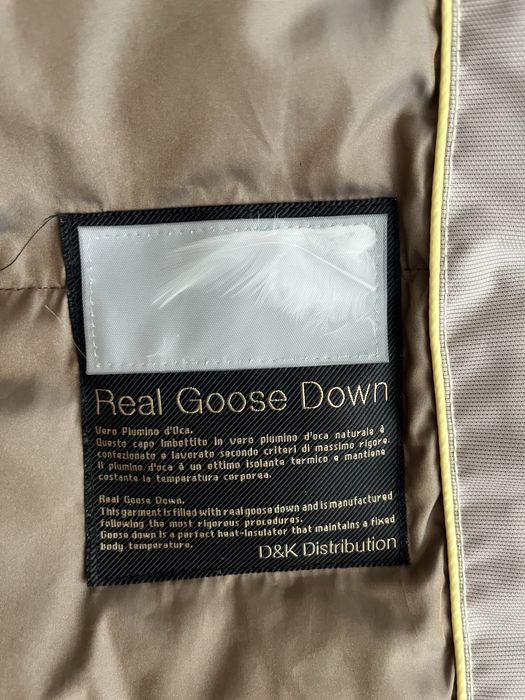 Real Goose Down
Vero Piumino d'Oca.
Questo capo imbottito in vero piumino d'oca naturale è
confezionato e lavorato secondo criteri di massimo rigore.
Il piumino d'oca è un ottimo isolante termico e mantiene
costante la temperatura corporea.
Real Goose Down.
This garment is filled with real goose down and is manufactured
following the most rigorous procedures.
Goose down is a perfect heat-insulator that maintains a fixed
body temperature.
D&K Distribution